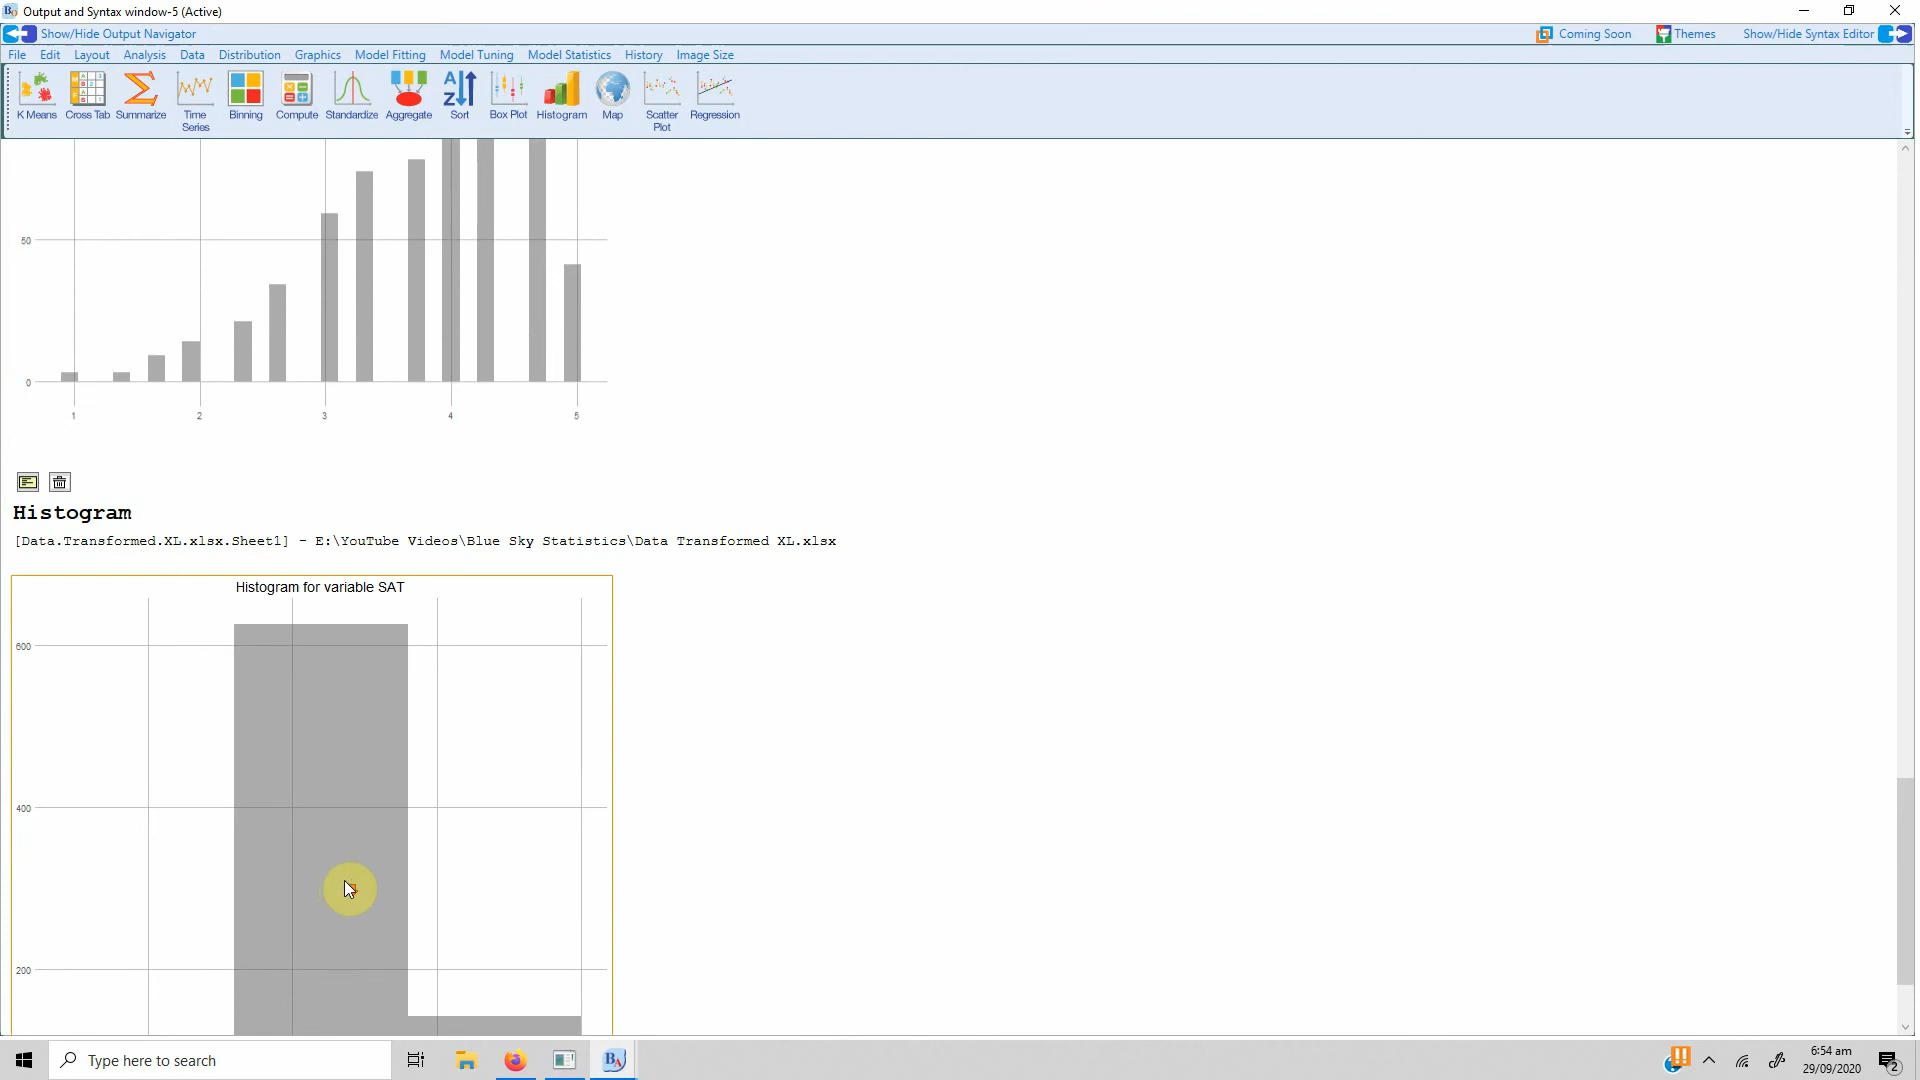 Output and Syntax window-5 (Active)
Show/Hide Output Navigator
Coming Soon Themes Show/Hide Syntax Editor
File Edit Layout Analysis Data Distribution Graphics Model Fitting Model Tuning Model Statistics History Image Size
K Means Cross Tab Summarize Time Series Binning Compute Standardize Aggregate Sort Box Plot Histogram Map Scatter Plot Regression
50
0
1 2 3 4 5
Histogram
[Data.Transformed.XL.xlsx.Sheet1] - E:\YouTube Videos\Blue Sky Statistics\Data Transformed XL.xlsx
Histogram for variable SAT
600
400
200
Type here to search
6:54 am
29/09/2020
2